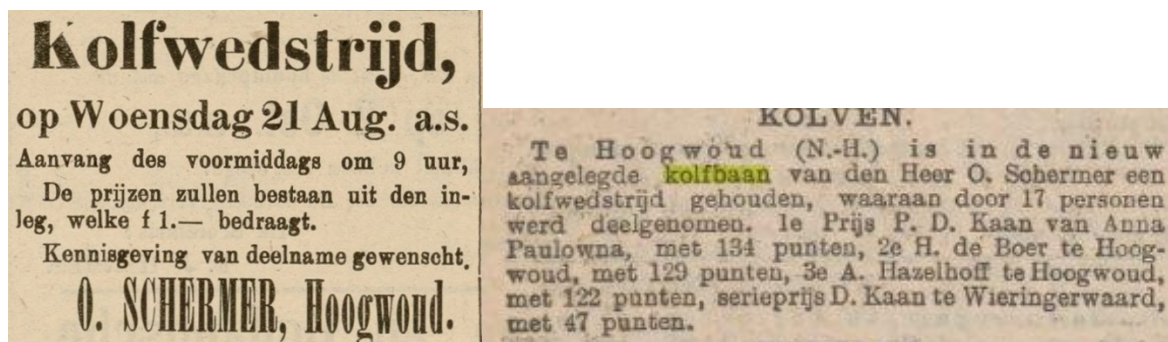 Kolfwedstrijd,
op Woensdag 21 Aug. a.s.
Aanvang des voormiddags om 9 uur,
De prijzen zullen bestaan uit den in-
leg, welke f 1.— bedraagt.
Kennisgeving van deelname gewenscht.
O. SCHERMER, Hoogwoud.
KOLVEN.
Te Hoogwoud (N.-H.) is in de nieuw
aangelegde kolfbaan van den Heer O. Schermer een
kolfwedstrijd gehouden, waaraan door 17 personen
werd deelgenomen. 1e Prijs P. D. Kaan van Anna
Paulowna, met 134 punten, 2e H. de Boer te Hoog-
woud, met 129 punten, 3e A. Hazelhoff te Hoogwoud,
met 122 punten, serieprijs D. Kaan te Wieringerwaard,
met 47 punten.